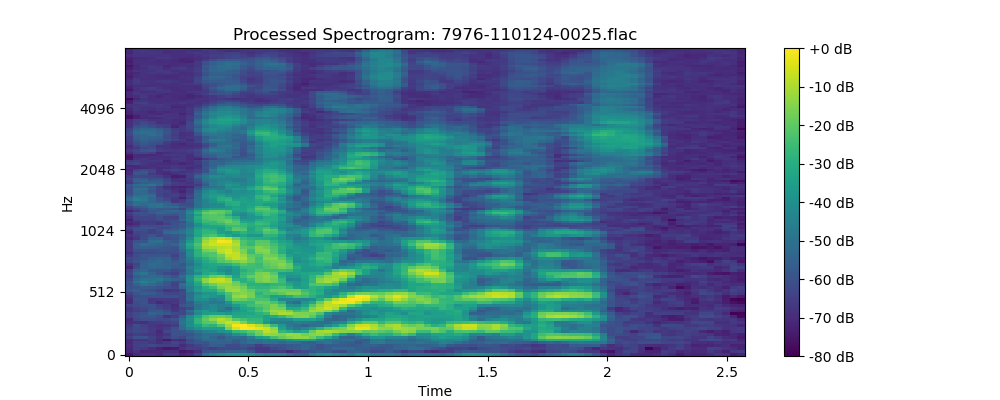 Processed Spectrogram: 7976-110124-0025.flac
Hz
4096
2048
1024
512
0
0
0.5
1
1.5
2
2.5
Time
+0 dB
-10 dB
-20 dB
-30 dB
-40 dB
-50 dB
-60 dB
-70 dB
-80 dB